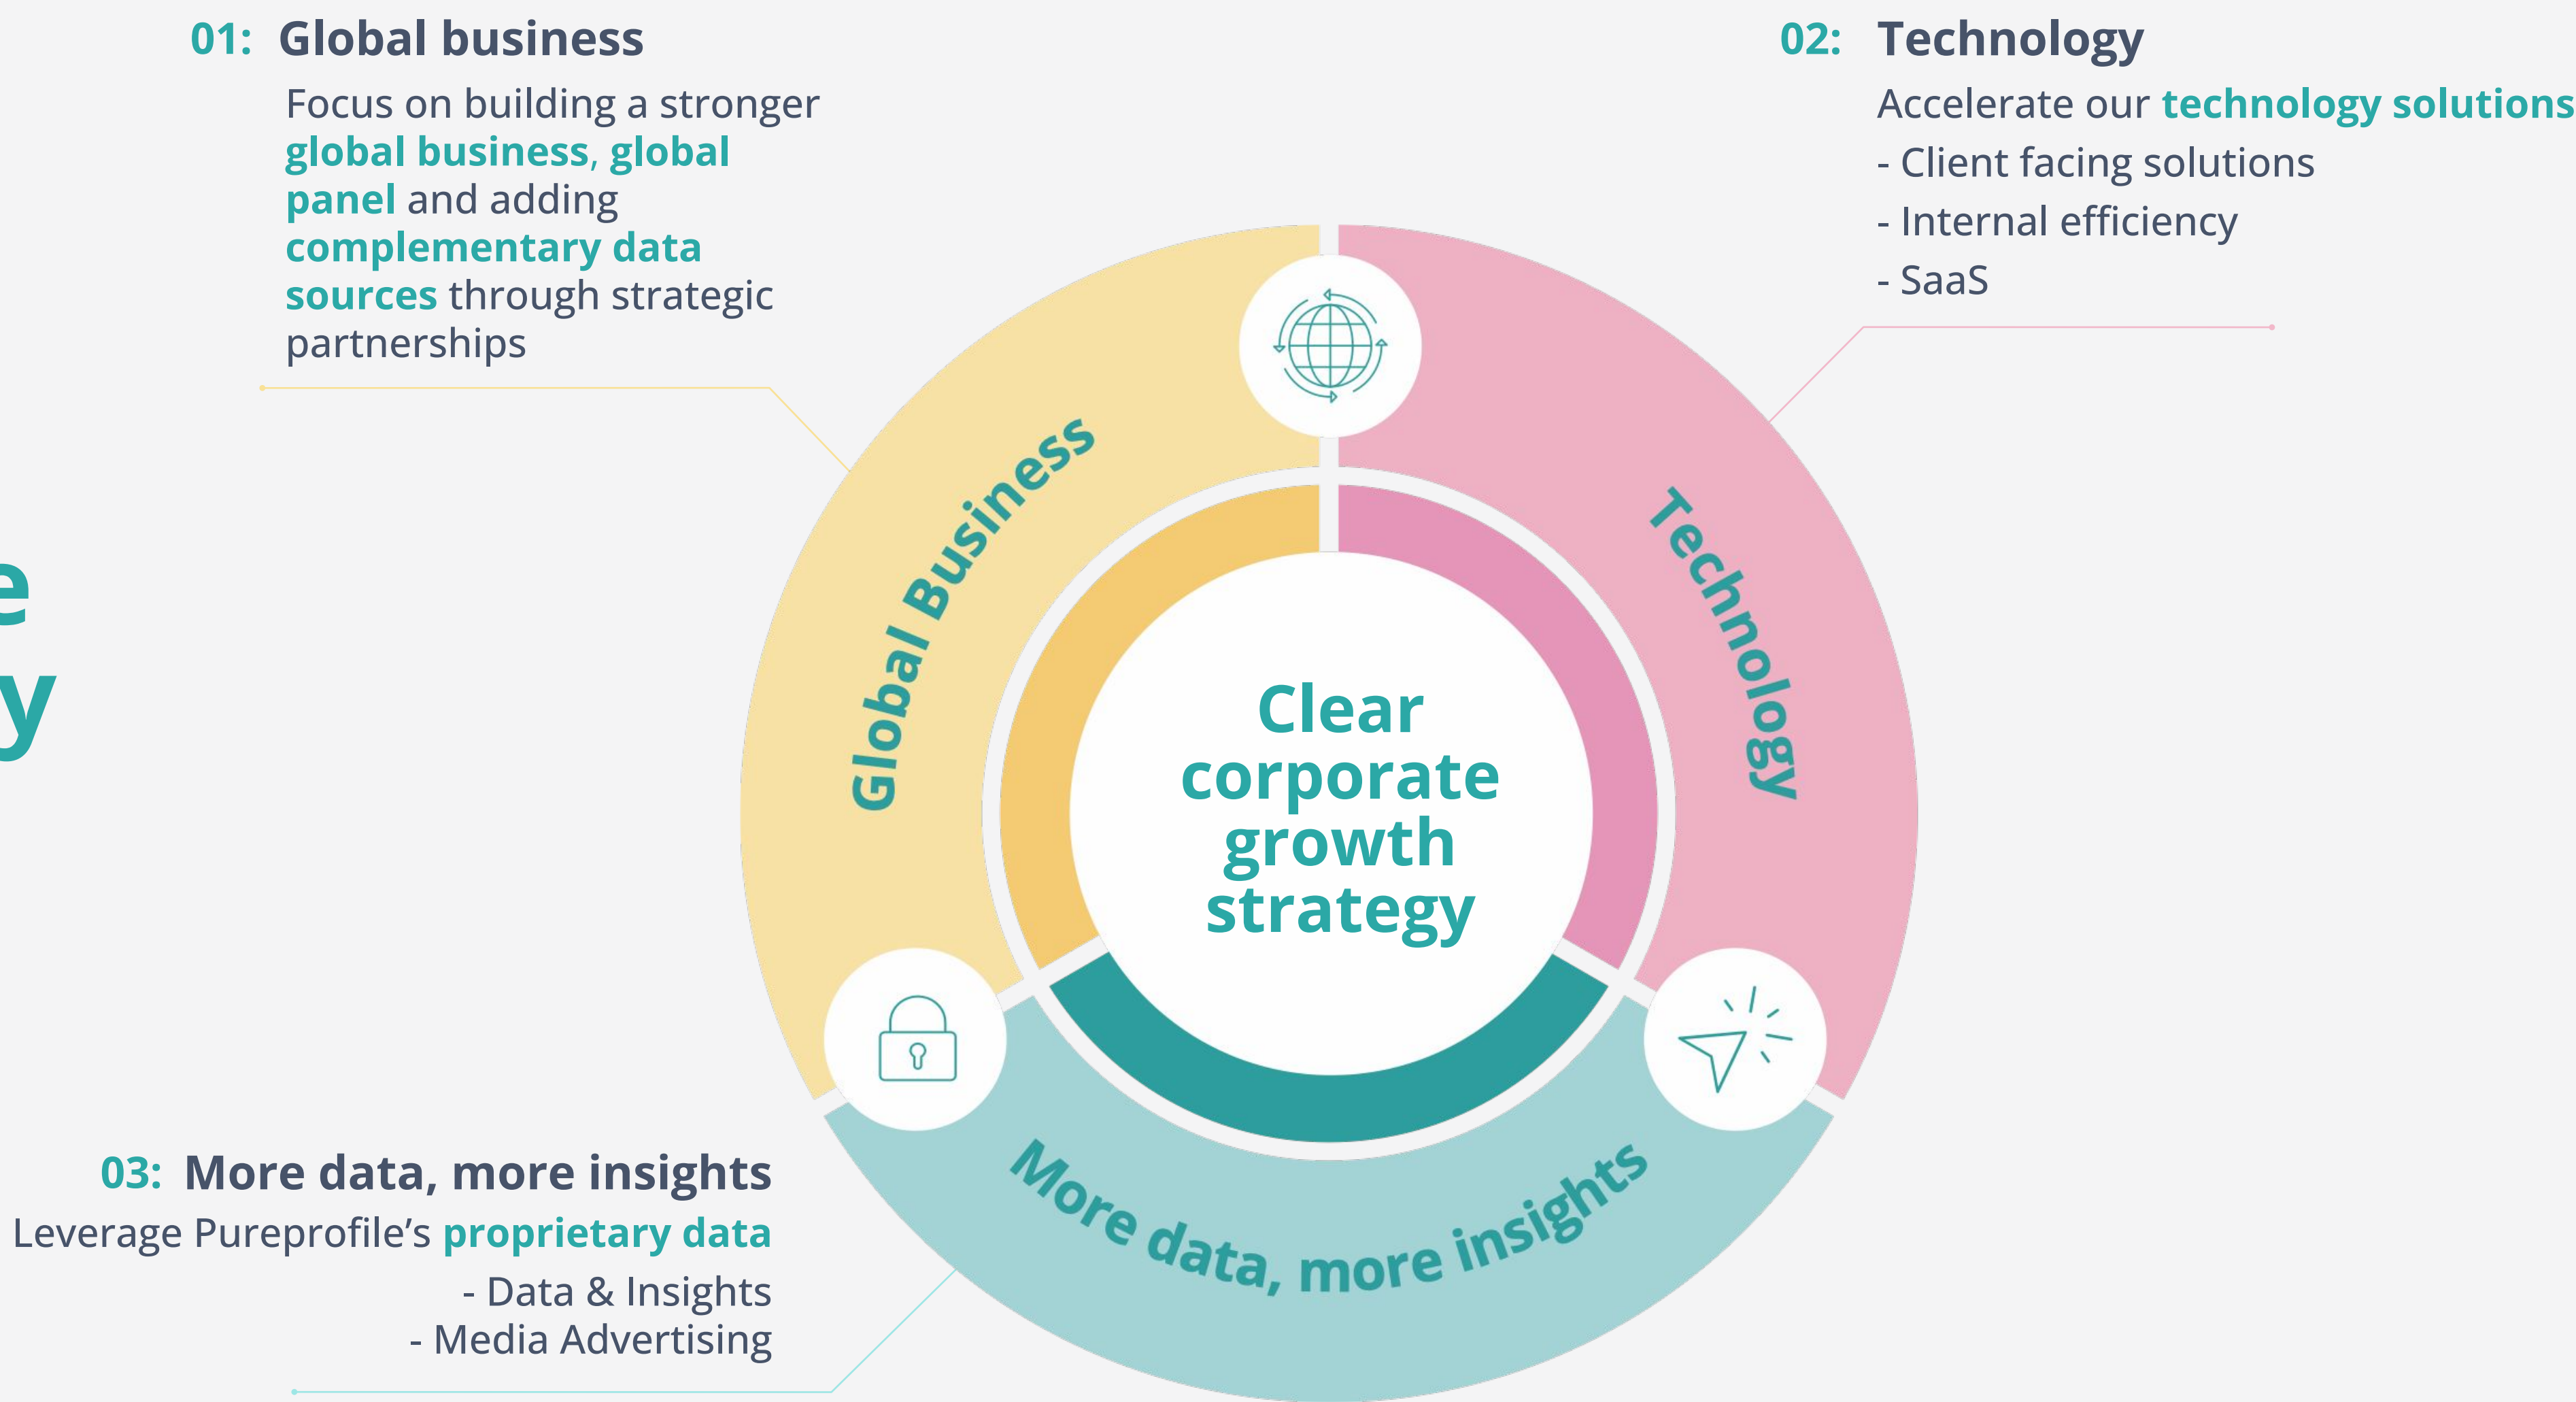 01: Global business
Focus on building a stronger
global business, global
panel and adding
complementary data
sources through strategic
partnerships
02: Technology
Accelerate our technology solutions
- Client facing solutions
- Internal efficiency
- SaaS
Global Business
Technology
Clear
corporate
growth
strategy
More data, more insights
03: More data, more insights
Leverage Pureprofile’s proprietary data
- Data & Insights
- Media Advertising